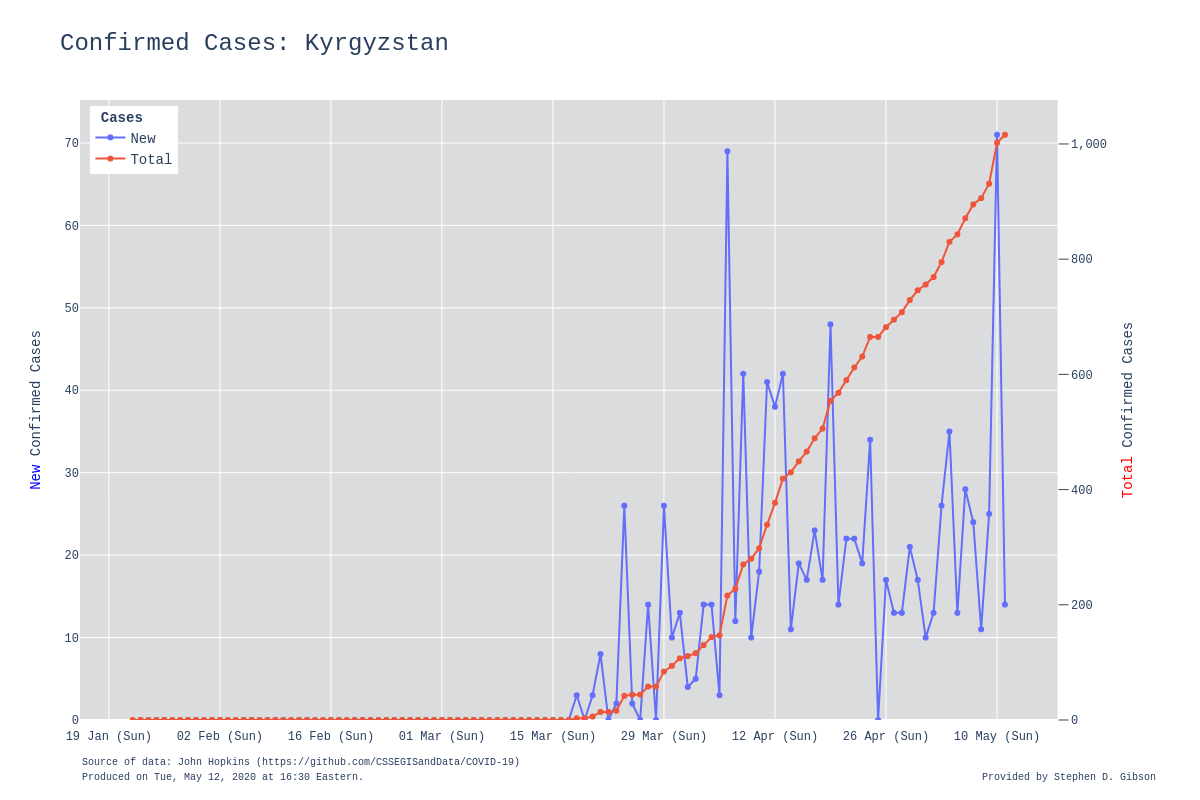 Confirmed Cases: Kyrgyzstan
Cases
New
Total
70
60
50
40
30
20
10
0
1,000
800
600
400
200
0
New Confirmed Cases
Total Confirmed Cases
19 Jan (Sun)
02 Feb (Sun)
16 Feb (Sun)
01 Mar (Sun)
15 Mar (Sun)
29 Mar (Sun)
12 Apr (Sun)
26 Apr (Sun)
10 May (Sun)
Source of data: John Hopkins (https://github.com/CSSEGISandData/COVID-19)
Produced on Tue, May 12, 2020 at 16:30 Eastern.
Provided by Stephen D. Gibson